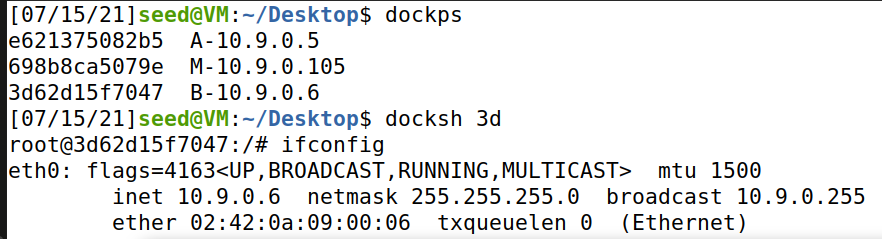 [07/15/21]seed@VM:~/Desktop$ dockps
e621375082b5  A-10.9.0.5
698b8ca5079e  M-10.9.0.105
3d62d15f7047  B-10.9.0.6
[07/15/21]seed@VM:~/Desktop$ docksh 3d
root@3d62d15f7047:/# ifconfig
eth0: flags=4163<UP,BROADCAST,RUNNING,MULTICAST>  mtu 1500
        inet 10.9.0.6  netmask 255.255.255.0  broadcast 10.9.0.255
        ether 02:42:0a:09:00:06  txqueuelen 0  (Ethernet)